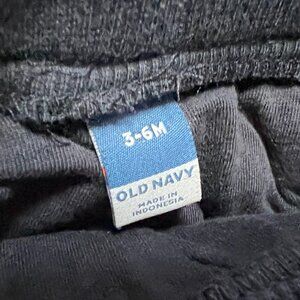 3-6M
OLD NAVY
MADE IN
INDONESIA